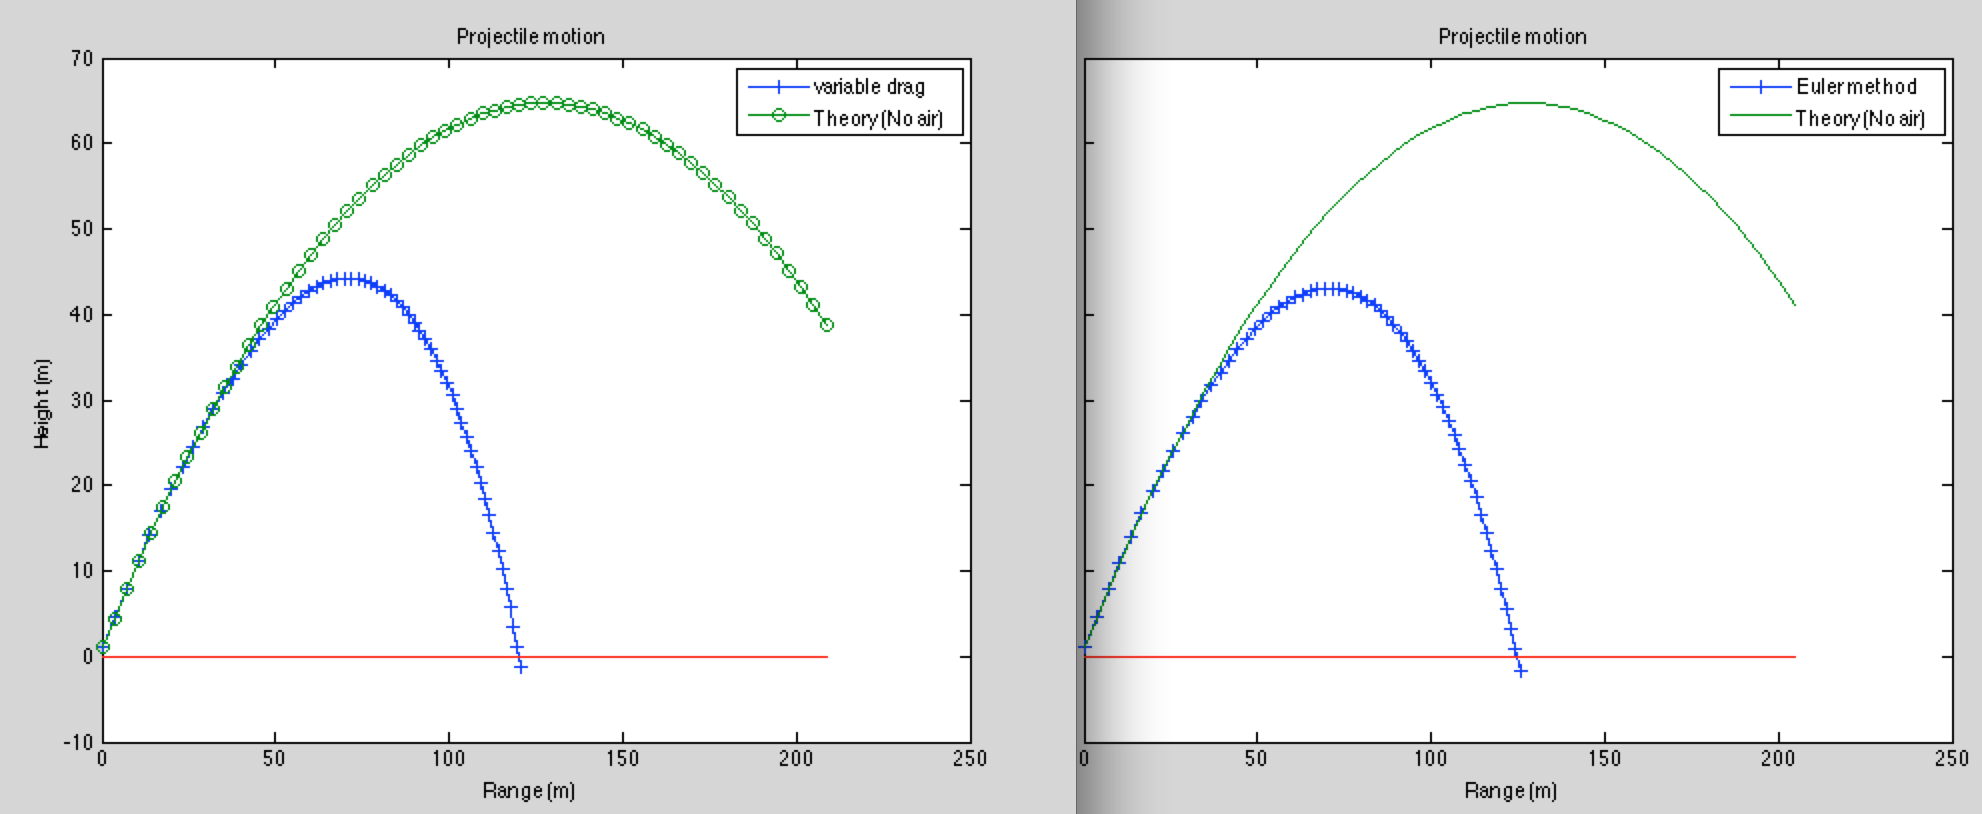 Projectile motion
70
60
50
40
30
20
10
0
-10
Height (m)
variable drag
Theory (No air)
0 50 100 150 200 250
Range (m)
Projectile motion
Euler method
Theory (No air)
0 50 100 150 200 250
Range (m)